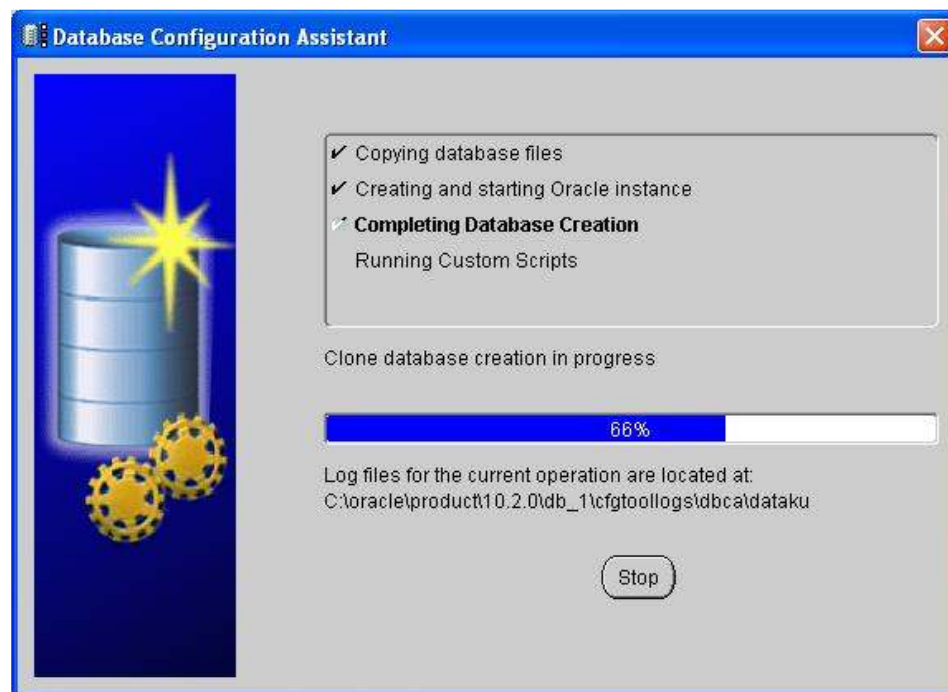 Database Configuration Assistant
Copying database files
Creating and starting Oracle instance
Completing Database Creation
Running Custom Scripts
Clone database creation in progress
66%
Log files for the current operation are located at:
C:\oracle\product\10.2.0\db_1\cfgtoollogs\dbca\dataku
Stop